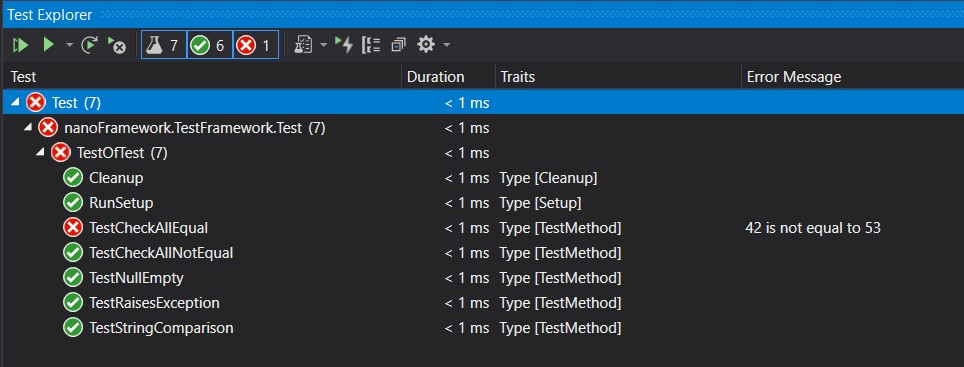 Test Explorer
7 6 1
Test Duration Traits Error Message
Test (7) < 1 ms
nanoFramework.TestFramework.Test (7) < 1 ms
TestOfTest (7) < 1 ms
Cleanup < 1 ms Type [Cleanup]
RunSetup < 1 ms Type [Setup]
TestCheckAllEqual < 1 ms Type [TestMethod] 42 is not equal to 53
TestCheckAllNotEqual < 1 ms Type [TestMethod]
TestNullEmpty < 1 ms Type [TestMethod]
TestRaisesException < 1 ms Type [TestMethod]
TestStringComparison < 1 ms Type [TestMethod]